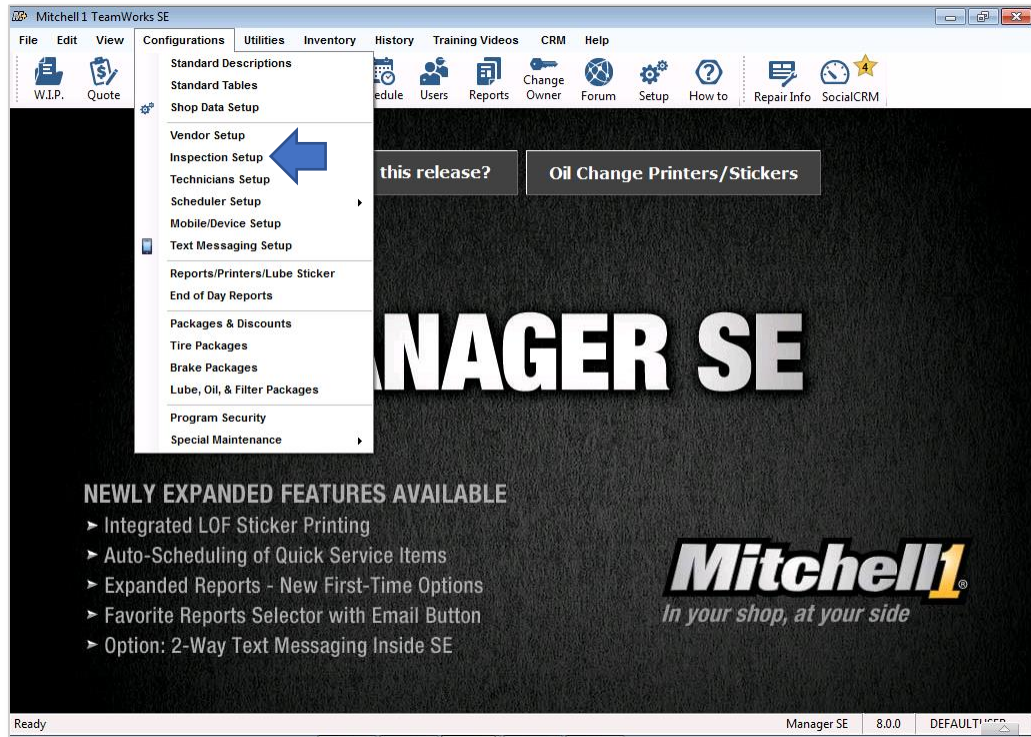 Mitchell 1 TeamWorks SE
File Edit View Configurations Utilities Inventory History Training Videos CRM Help
W.I.P. Quote edule Users Reports Change Owner Forum Setup How to Repair Info SocialCRM 4
Standard Descriptions
Standard Tables
Shop Data Setup
Vendor Setup
Inspection Setup
Technicians Setup
Scheduler Setup
Mobile/Device Setup
Text Messaging Setup
Reports/Printers/Lube Sticker
End of Day Reports
Packages & Discounts
Tire Packages
Brake Packages
Lube, Oil, & Filter Packages
Program Security
Special Maintenance
this release? Oil Change Printers/Stickers
ANAGER SE
NEWLY EXPANDED FEATURES AVAILABLE
➤ Integrated LOF Sticker Printing
➤ Auto-Scheduling of Quick Service Items
➤ Expanded Reports - New First-Time Options
➤ Favorite Reports Selector with Email Button
➤ Option: 2-Way Text Messaging Inside SE
Mitchell1®
In your shop, at your side
Ready Manager SE 8.0.0 DEFAULTUSER